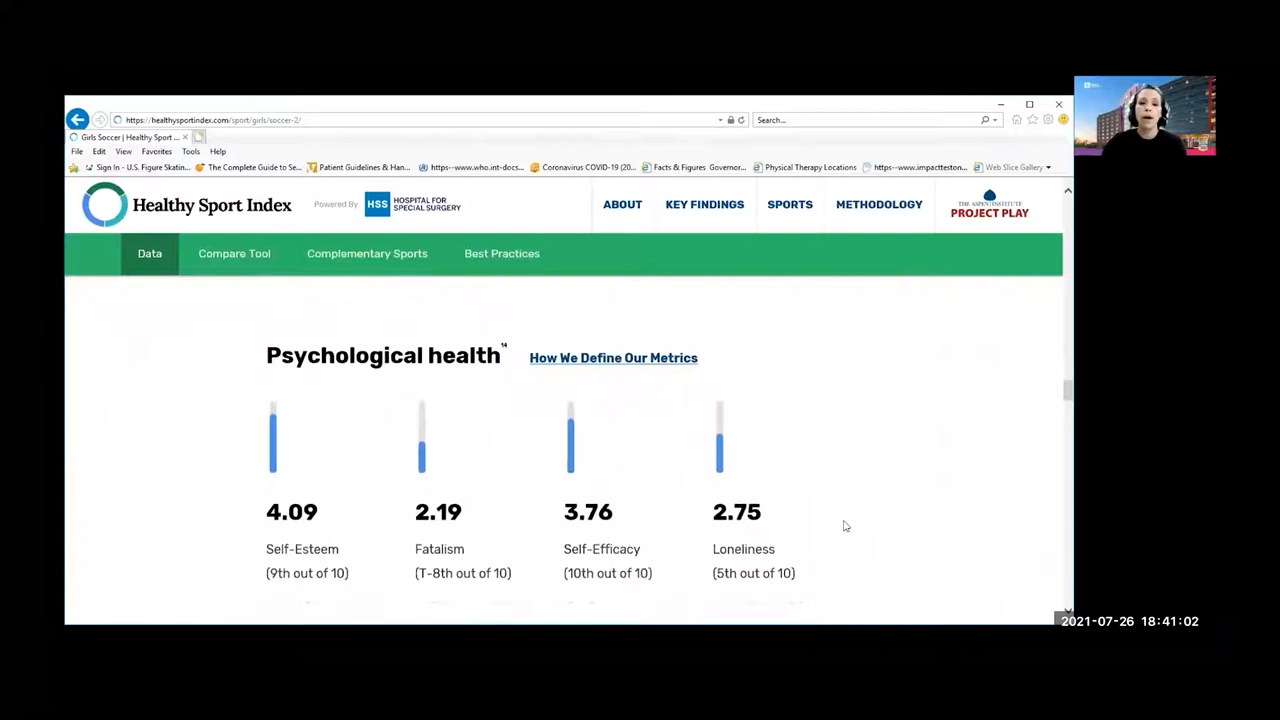 https://healthysportindex.com/sport/girls/soccer-2/
Search...
Girls Soccer | Healthy Sport ...
File Edit View Favorites Tools Help
Sign In - U.S. Figure Skatin... The Complete Guide to Se... Patient Guidelines & Han... https--www.who.int-docs... Coronavirus COVID-19 (20... Facts & Figures Governor... Physical Therapy Locations https--www.impactteston... Web Slice Gallery
Healthy Sport Index Powered By HSS HOSPITAL FOR SPECIAL SURGERY ABOUT KEY FINDINGS SPORTS METHODOLOGY THE ASPEN INSTITUTE PROJECT PLAY
Data Compare Tool Complementary Sports Best Practices
Psychological health14 How We Define Our Metrics
4.09 2.19 3.76 2.75
Self-Esteem Fatalism Self-Efficacy Loneliness
(9th out of 10) (T-8th out of 10) (10th out of 10) (5th out of 10)
2021-07-26 18:41:02